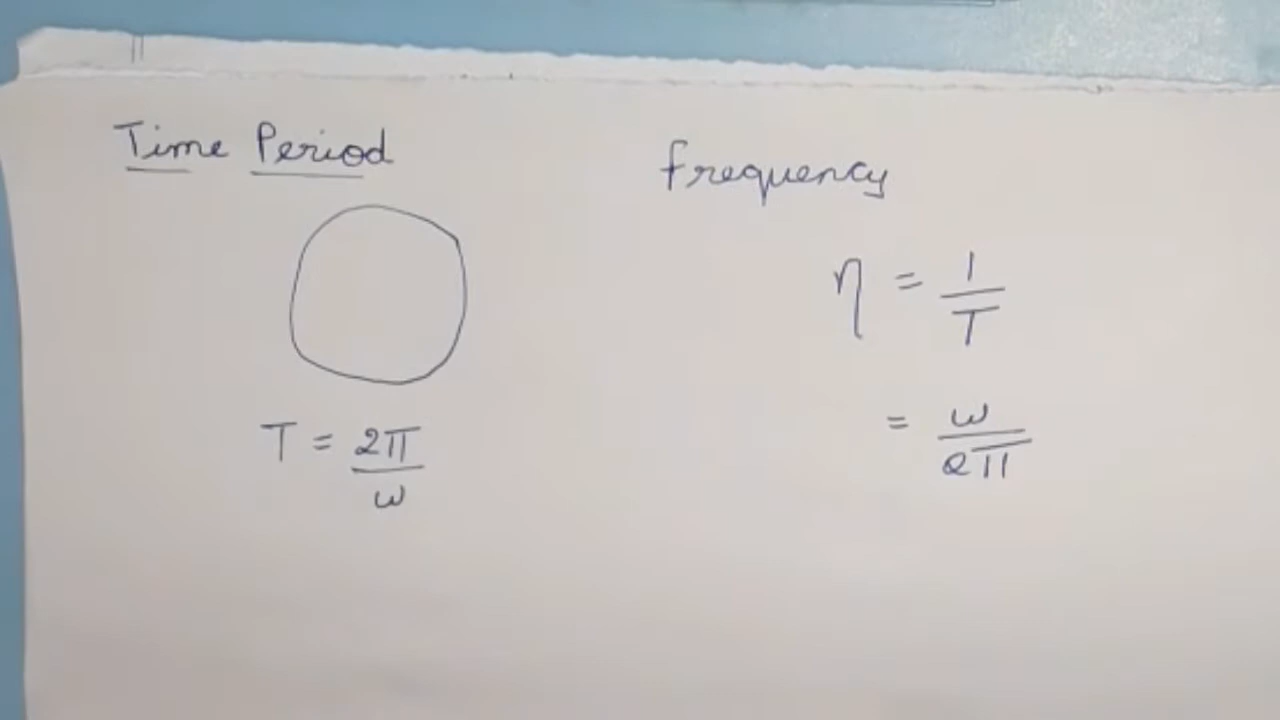 Time Period
frequency
η = 1/T
T = 2π/ω
= ω/2π